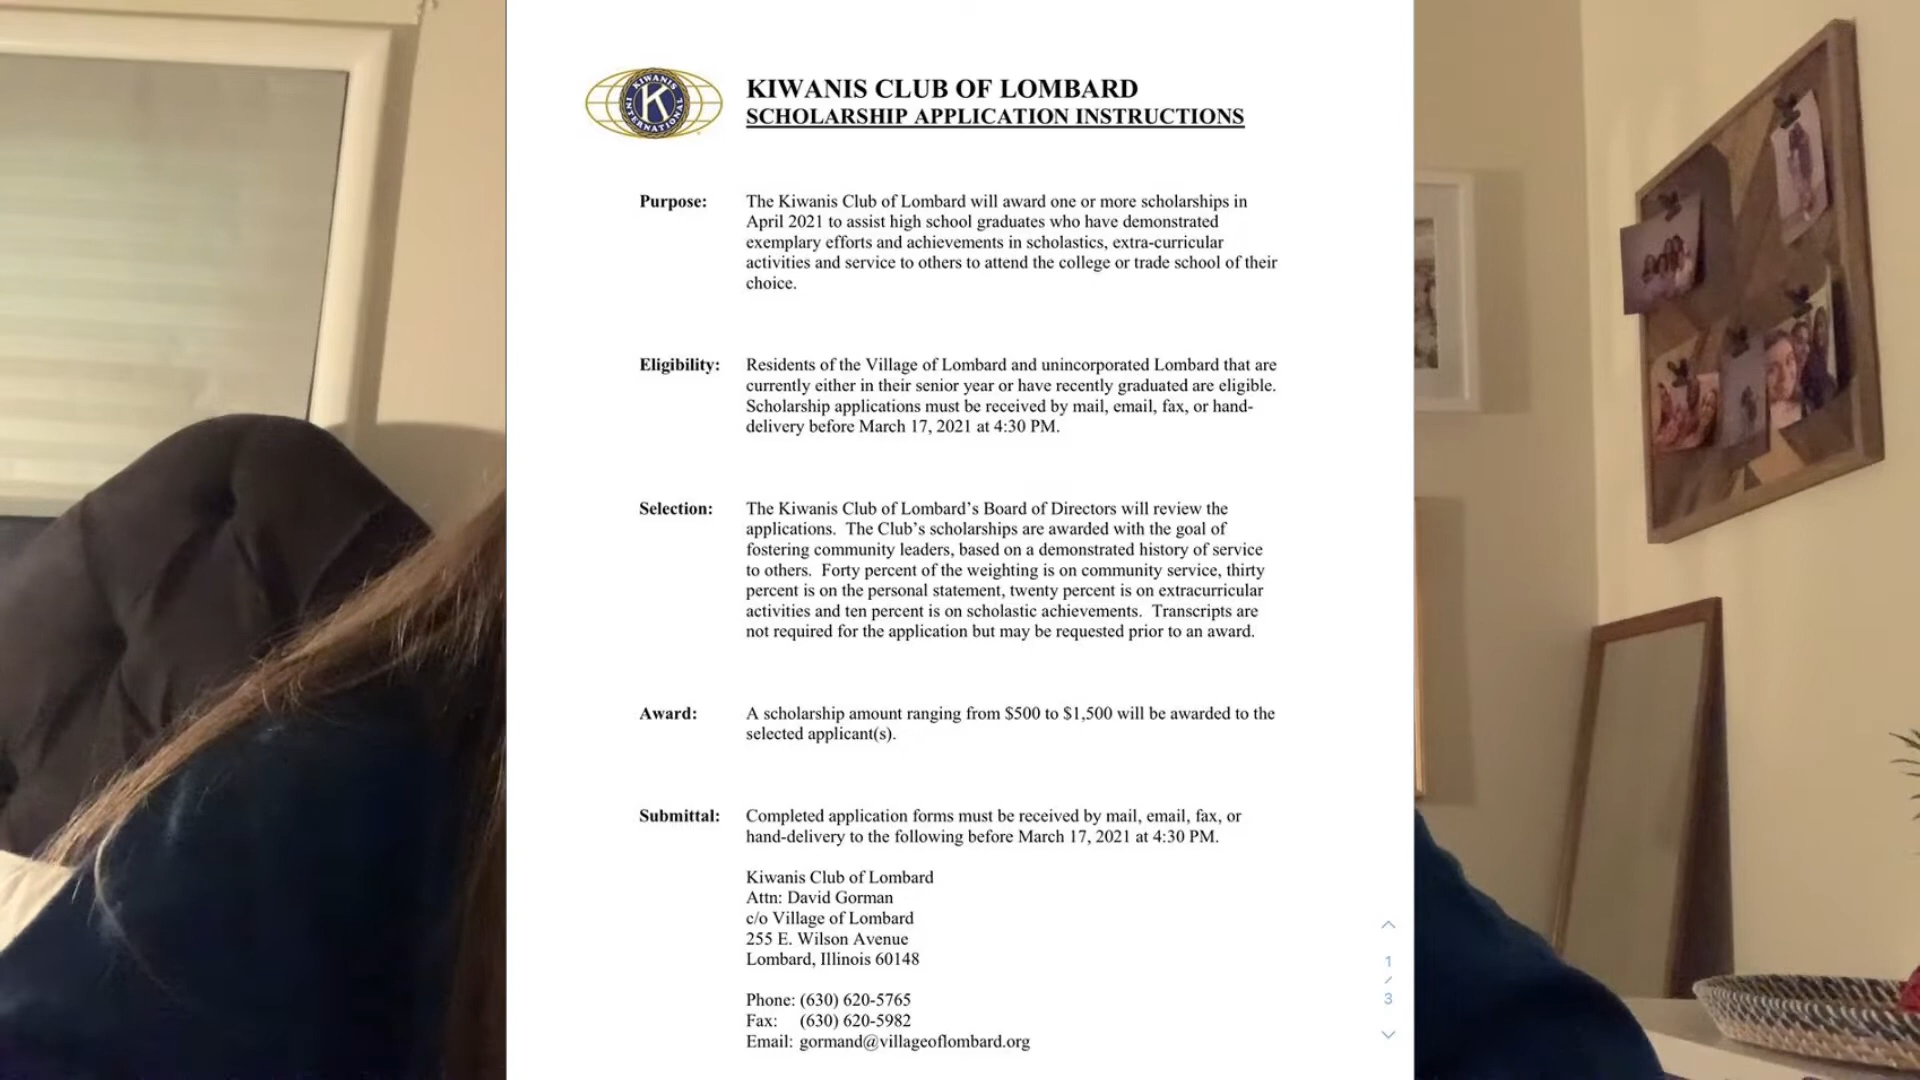 KIWANIS
INTERNATIONAL
K
KIWANIS CLUB OF LOMBARD
SCHOLARSHIP APPLICATION INSTRUCTIONS
Purpose: The Kiwanis Club of Lombard will award one or more scholarships in
April 2021 to assist high school graduates who have demonstrated
exemplary efforts and achievements in scholastics, extra-curricular
activities and service to others to attend the college or trade school of their
choice.
Eligibility: Residents of the Village of Lombard and unincorporated Lombard that are
currently either in their senior year or have recently graduated are eligible.
Scholarship applications must be received by mail, email, fax, or hand-
delivery before March 17, 2021 at 4:30 PM.
Selection: The Kiwanis Club of Lombard’s Board of Directors will review the
applications. The Club’s scholarships are awarded with the goal of
fostering community leaders, based on a demonstrated history of service
to others. Forty percent of the weighting is on community service, thirty
percent is on the personal statement, twenty percent is on extracurricular
activities and ten percent is on scholastic achievements. Transcripts are
not required for the application but may be requested prior to an award.
Award: A scholarship amount ranging from $500 to $1,500 will be awarded to the
selected applicant(s).
Submittal: Completed application forms must be received by mail, email, fax, or
hand-delivery to the following before March 17, 2021 at 4:30 PM.
Kiwanis Club of Lombard
Attn: David Gorman
c/o Village of Lombard
255 E. Wilson Avenue
Lombard, Illinois 60148
Phone: (630) 620-5765
Fax: (630) 620-5982
Email: gormand@villageoflombard.org
1
/
3